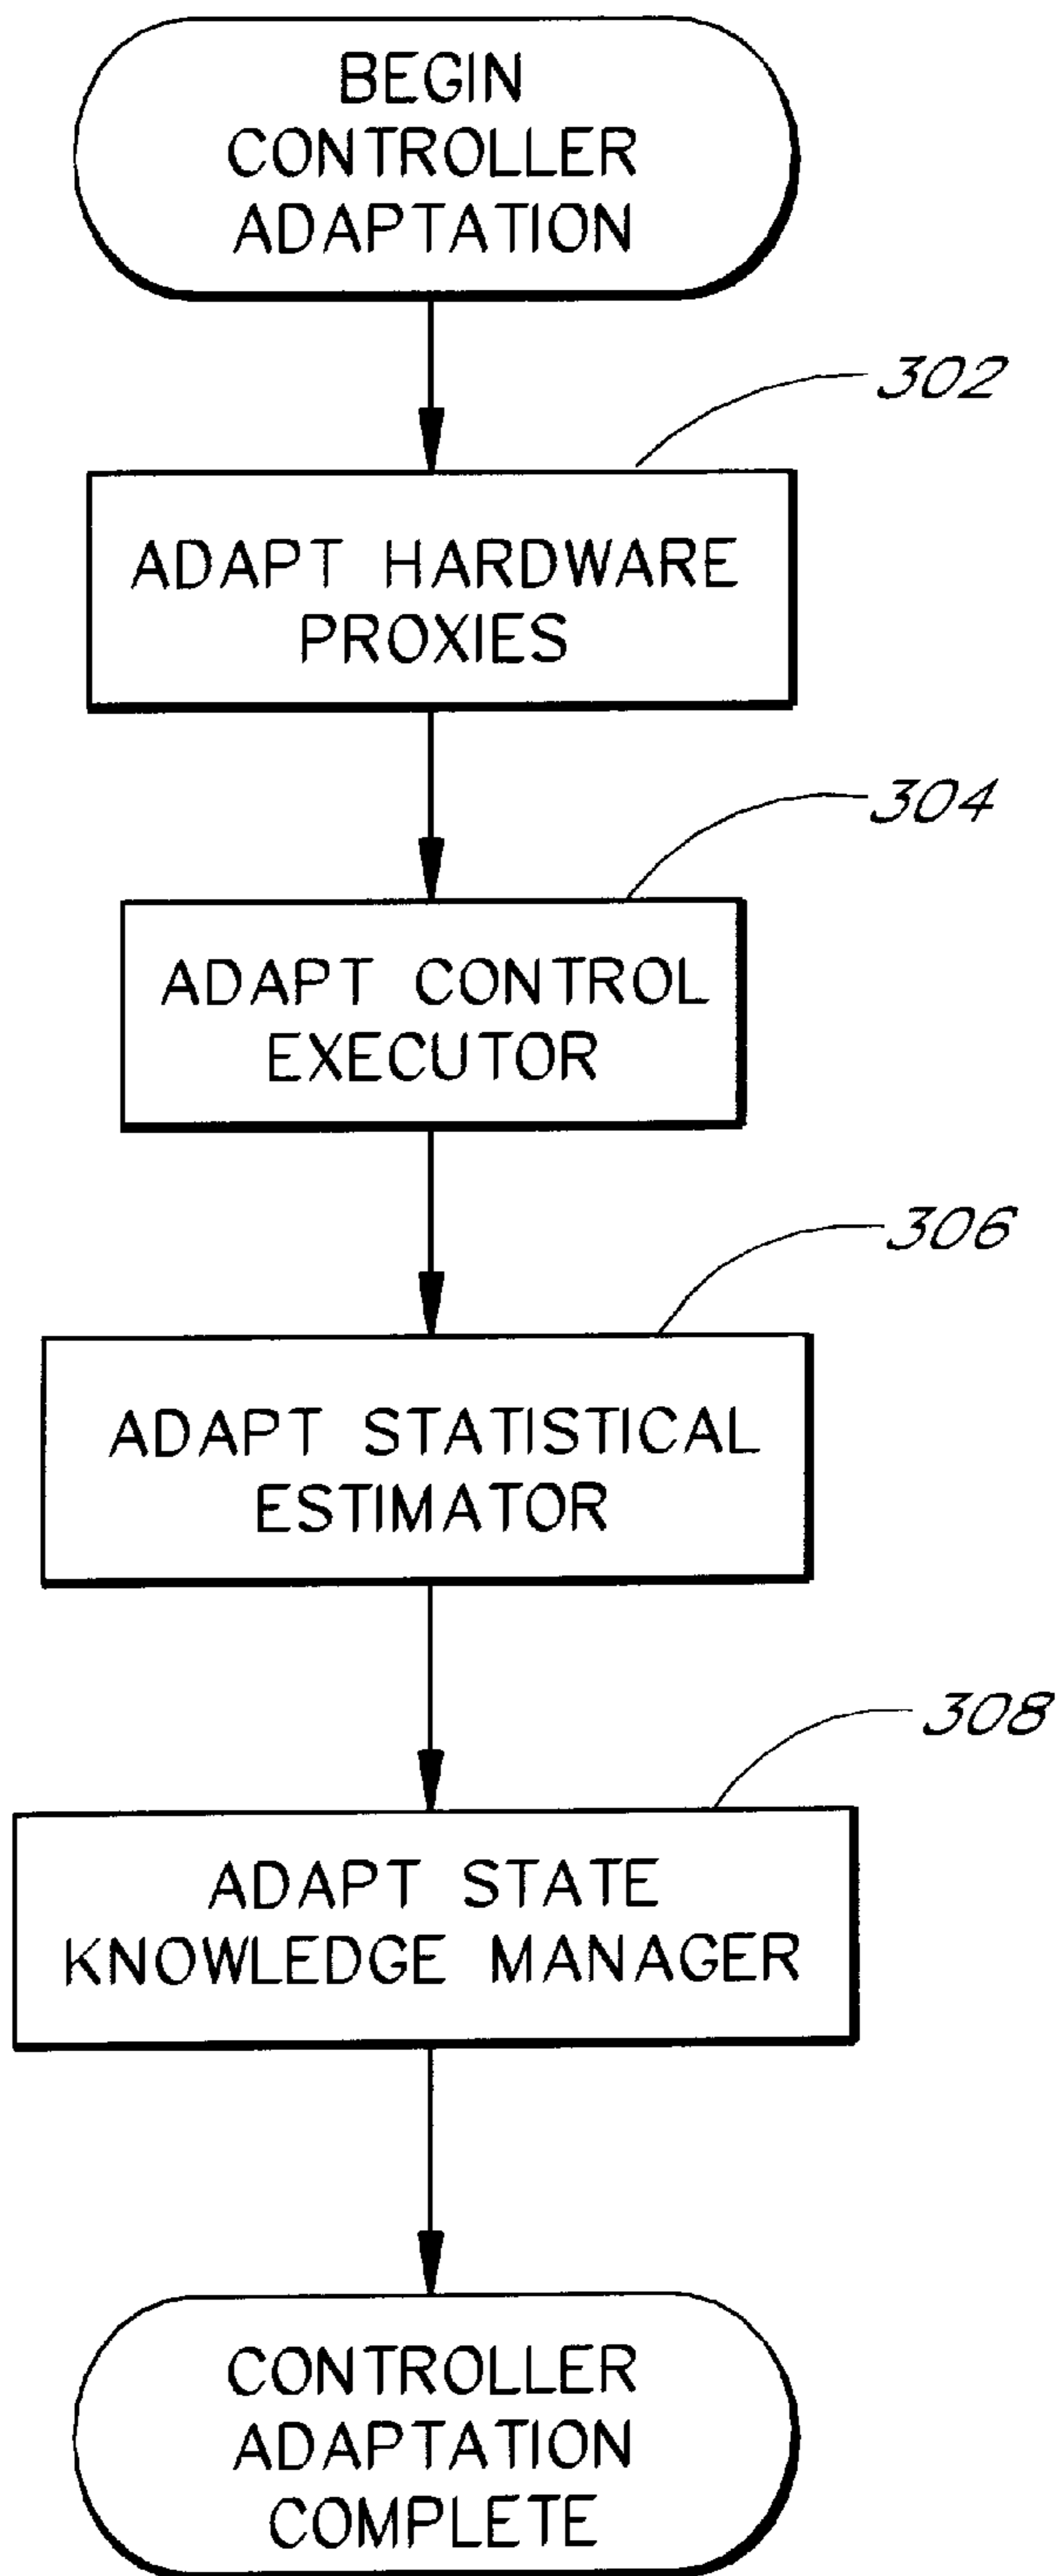 BEGIN
CONTROLLER
ADAPTATION
302
ADAPT HARDWARE
PROXIES
304
ADAPT CONTROL
EXECUTOR
306
ADAPT STATISTICAL
ESTIMATOR
308
ADAPT STATE
KNOWLEDGE MANAGER
CONTROLLER
ADAPTATION
COMPLETE